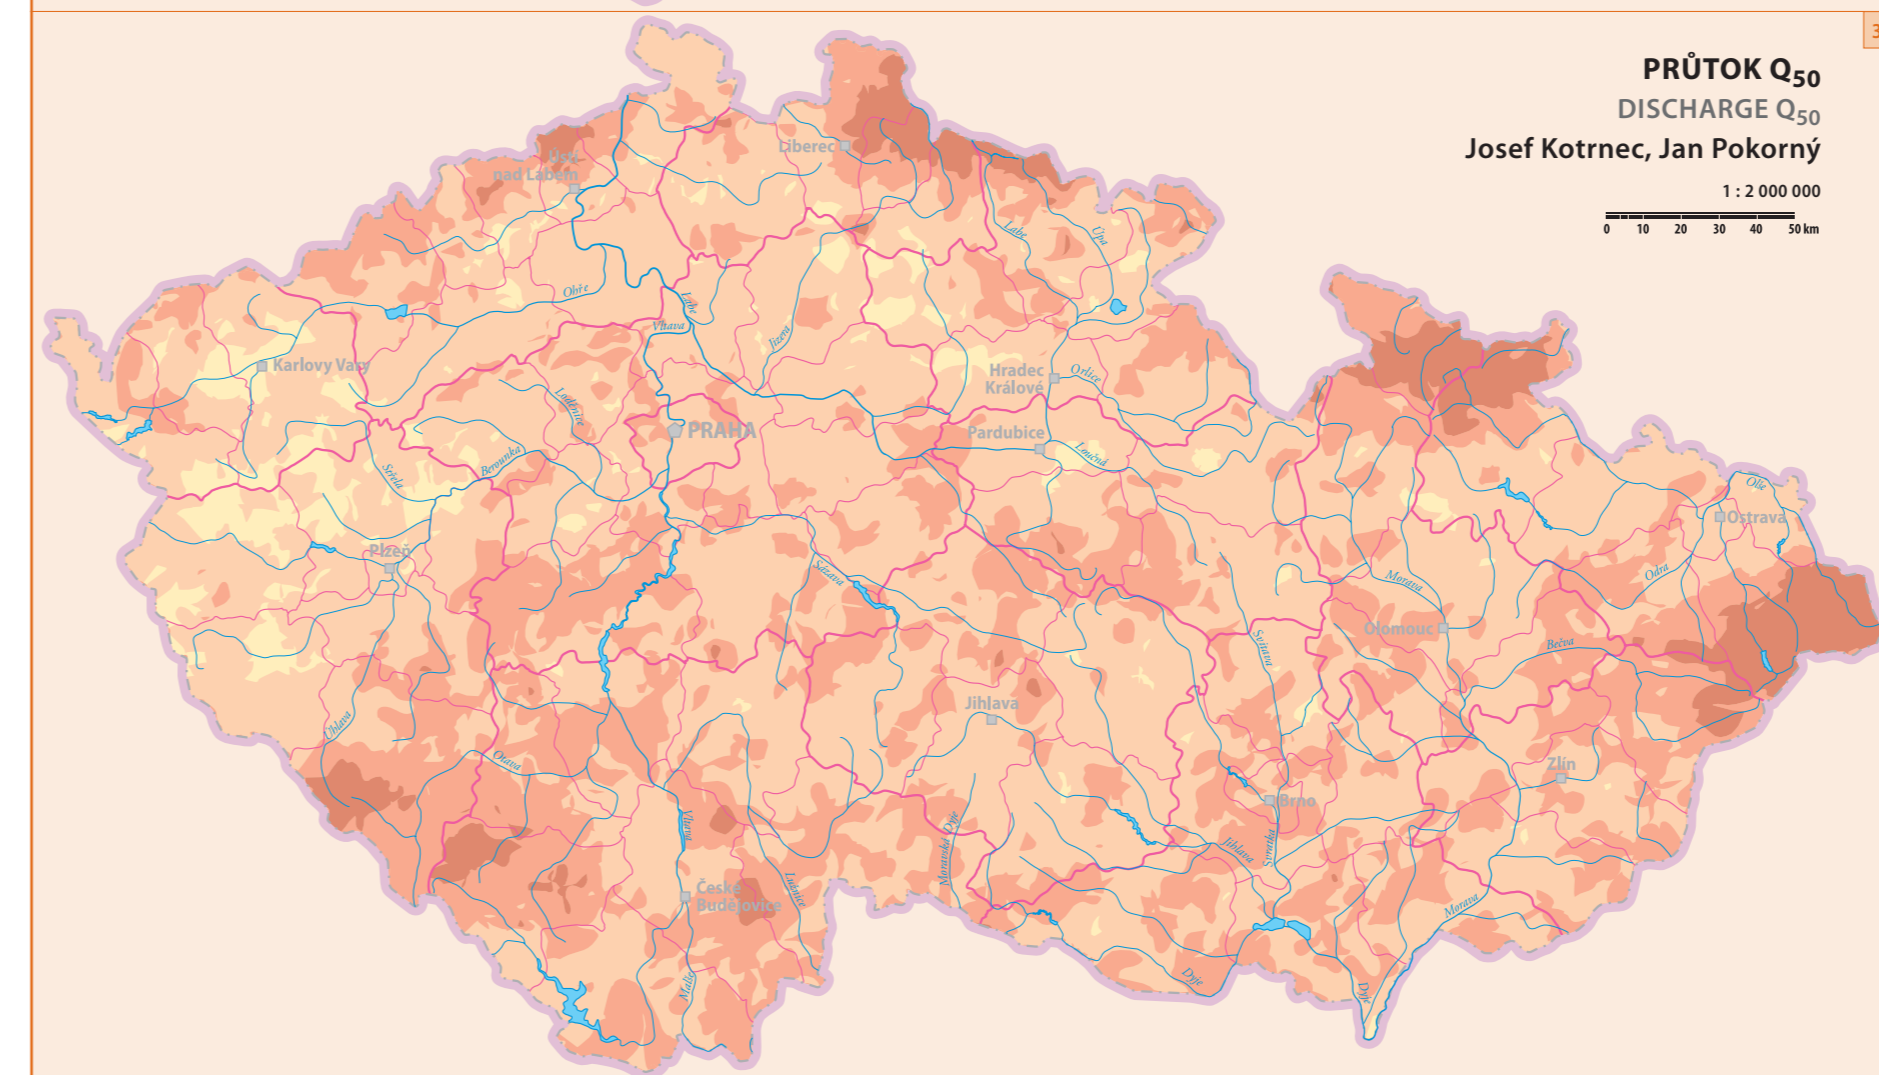 3
PRŮTOK Q50
DISCHARGE Q50
Josef Kotrnec, Jan Pokorný
1 : 2 000 000
0 10 20 30 40 50 km
Liberec
Ústí
nad Labem
Labe
Úpa
Ohře
Labe
Vltava
Jizera
Karlovy Vary
Hradec
Králové
Orlice
Loděnice
PRAHA
Pardubice
Loučná
Střela
Berounka
Olše
Ostrava
Plzeň
Sázava
Morava
Odra
Olomouc
Svitava
Bečva
Jihlava
Úhlava
Otava
Zlín
Brno
Vltava
Moravská Dyje
Jihlava
Svratka
České
Budějovice
Lužnice
Morava
Malše
Dyje
Dyje